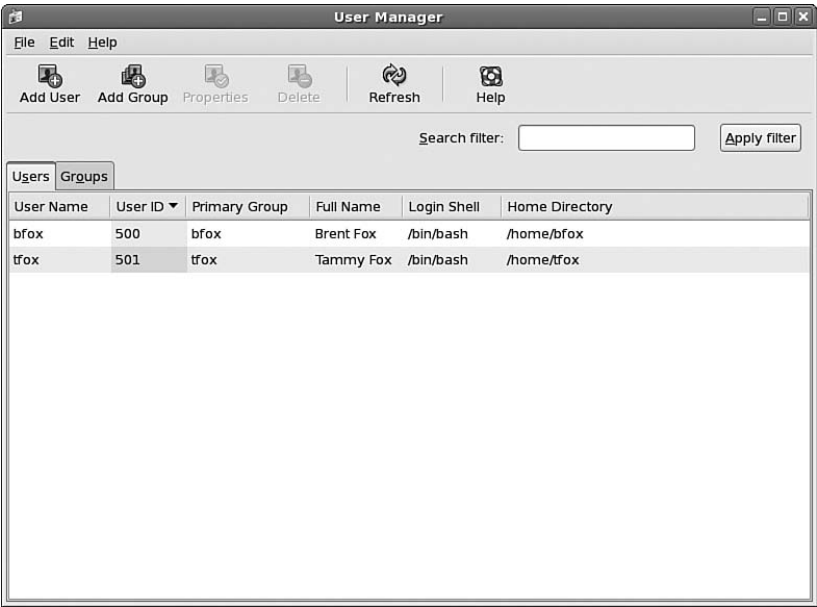 User Manager
File Edit Help
Add User Add Group Properties Delete Refresh Help
Search filter: Apply filter
Users Groups
User Name User ID Primary Group Full Name Login Shell Home Directory
bfox 500 bfox Brent Fox /bin/bash /home/bfox
tfox 501 tfox Tammy Fox /bin/bash /home/tfox